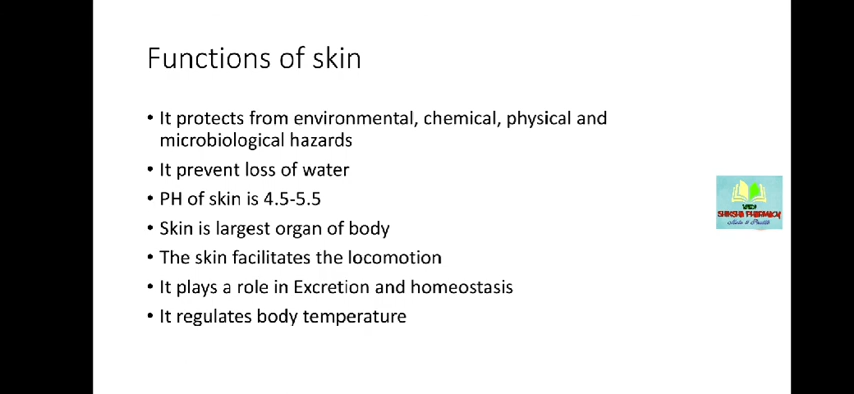 Functions of skin
• It protects from environmental, chemical, physical and
microbiological hazards
• It prevent loss of water
• PH of skin is 4.5-5.5
• Skin is largest organ of body
• The skin facilitates the locomotion
• It plays a role in Excretion and homeostasis
• It regulates body temperature
SHIKSHA PHARMACY